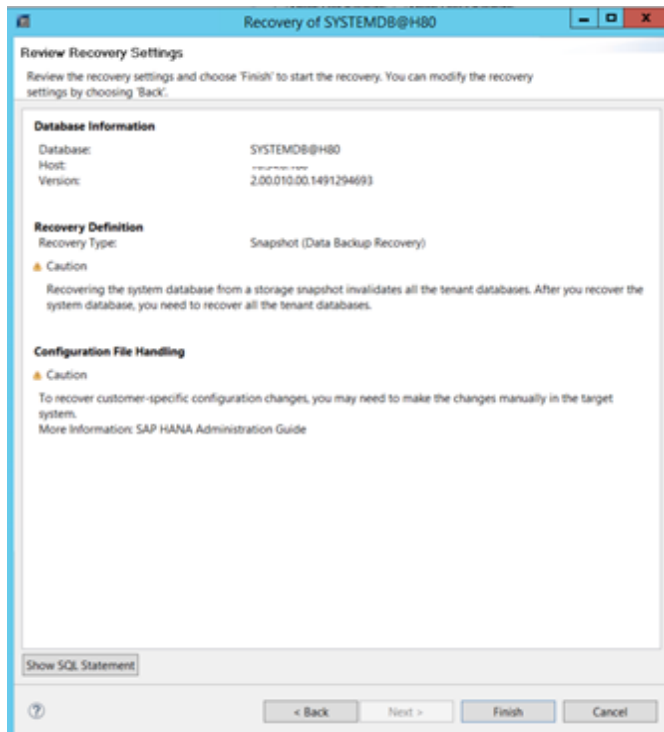 Recovery of SYSTEMDB@H80
Review Recovery Settings
Review the recovery settings and choose 'Finish' to start the recovery. You can modify the recovery
settings by choosing 'Back'.
Database Information
Database: SYSTEMDB@H80
Host:
Version: 2.00.010.00.1491294693
Recovery Definition
Recovery Type: Snapshot (Data Backup Recovery)
Caution
Recovering the system database from a storage snapshot invalidates all the tenant databases. After you recover the
system database, you need to recover all the tenant databases.
Configuration File Handling
Caution
To recover customer-specific configuration changes, you may need to make the changes manually in the target
system.
More Information: SAP HANA Administration Guide
Show SQL Statement
< Back Next > Finish Cancel